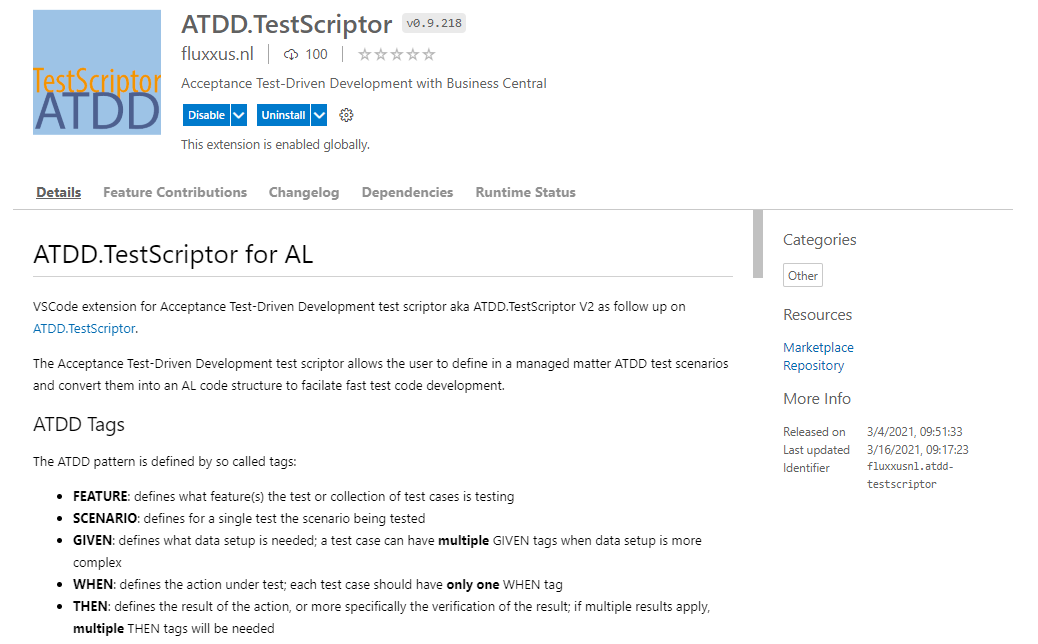 TestScriptor
ATDD
ATDD.TestScriptor v0.9.218
fluxxus.nl 100
Acceptance Test-Driven Development with Business Central
Disable Uninstall
This extension is enabled globally.
Details Feature Contributions Changelog Dependencies Runtime Status
ATDD.TestScriptor for AL
VSCode extension for Acceptance Test-Driven Development test scriptor aka ATDD.TestScriptor V2 as follow up on
ATDD.TestScriptor.
The Acceptance Test-Driven Development test scriptor allows the user to define in a managed matter ATDD test scenarios
and convert them into an AL code structure to facilate fast test code development.
ATDD Tags
The ATDD pattern is defined by so called tags:
• FEATURE: defines what feature(s) the test or collection of test cases is testing
• SCENARIO: defines for a single test the scenario being tested
• GIVEN: defines what data setup is needed; a test case can have multiple GIVEN tags when data setup is more
complex
• WHEN: defines the action under test; each test case should have only one WHEN tag
• THEN: defines the result of the action, or more specifically the verification of the result; if multiple results apply,
multiple THEN tags will be needed
Categories
Other
Resources
Marketplace
Repository
More Info
Released on 3/4/2021, 09:51:33
Last updated 3/16/2021, 09:17:23
Identifier fluxxusnl.atdd-
testscriptor